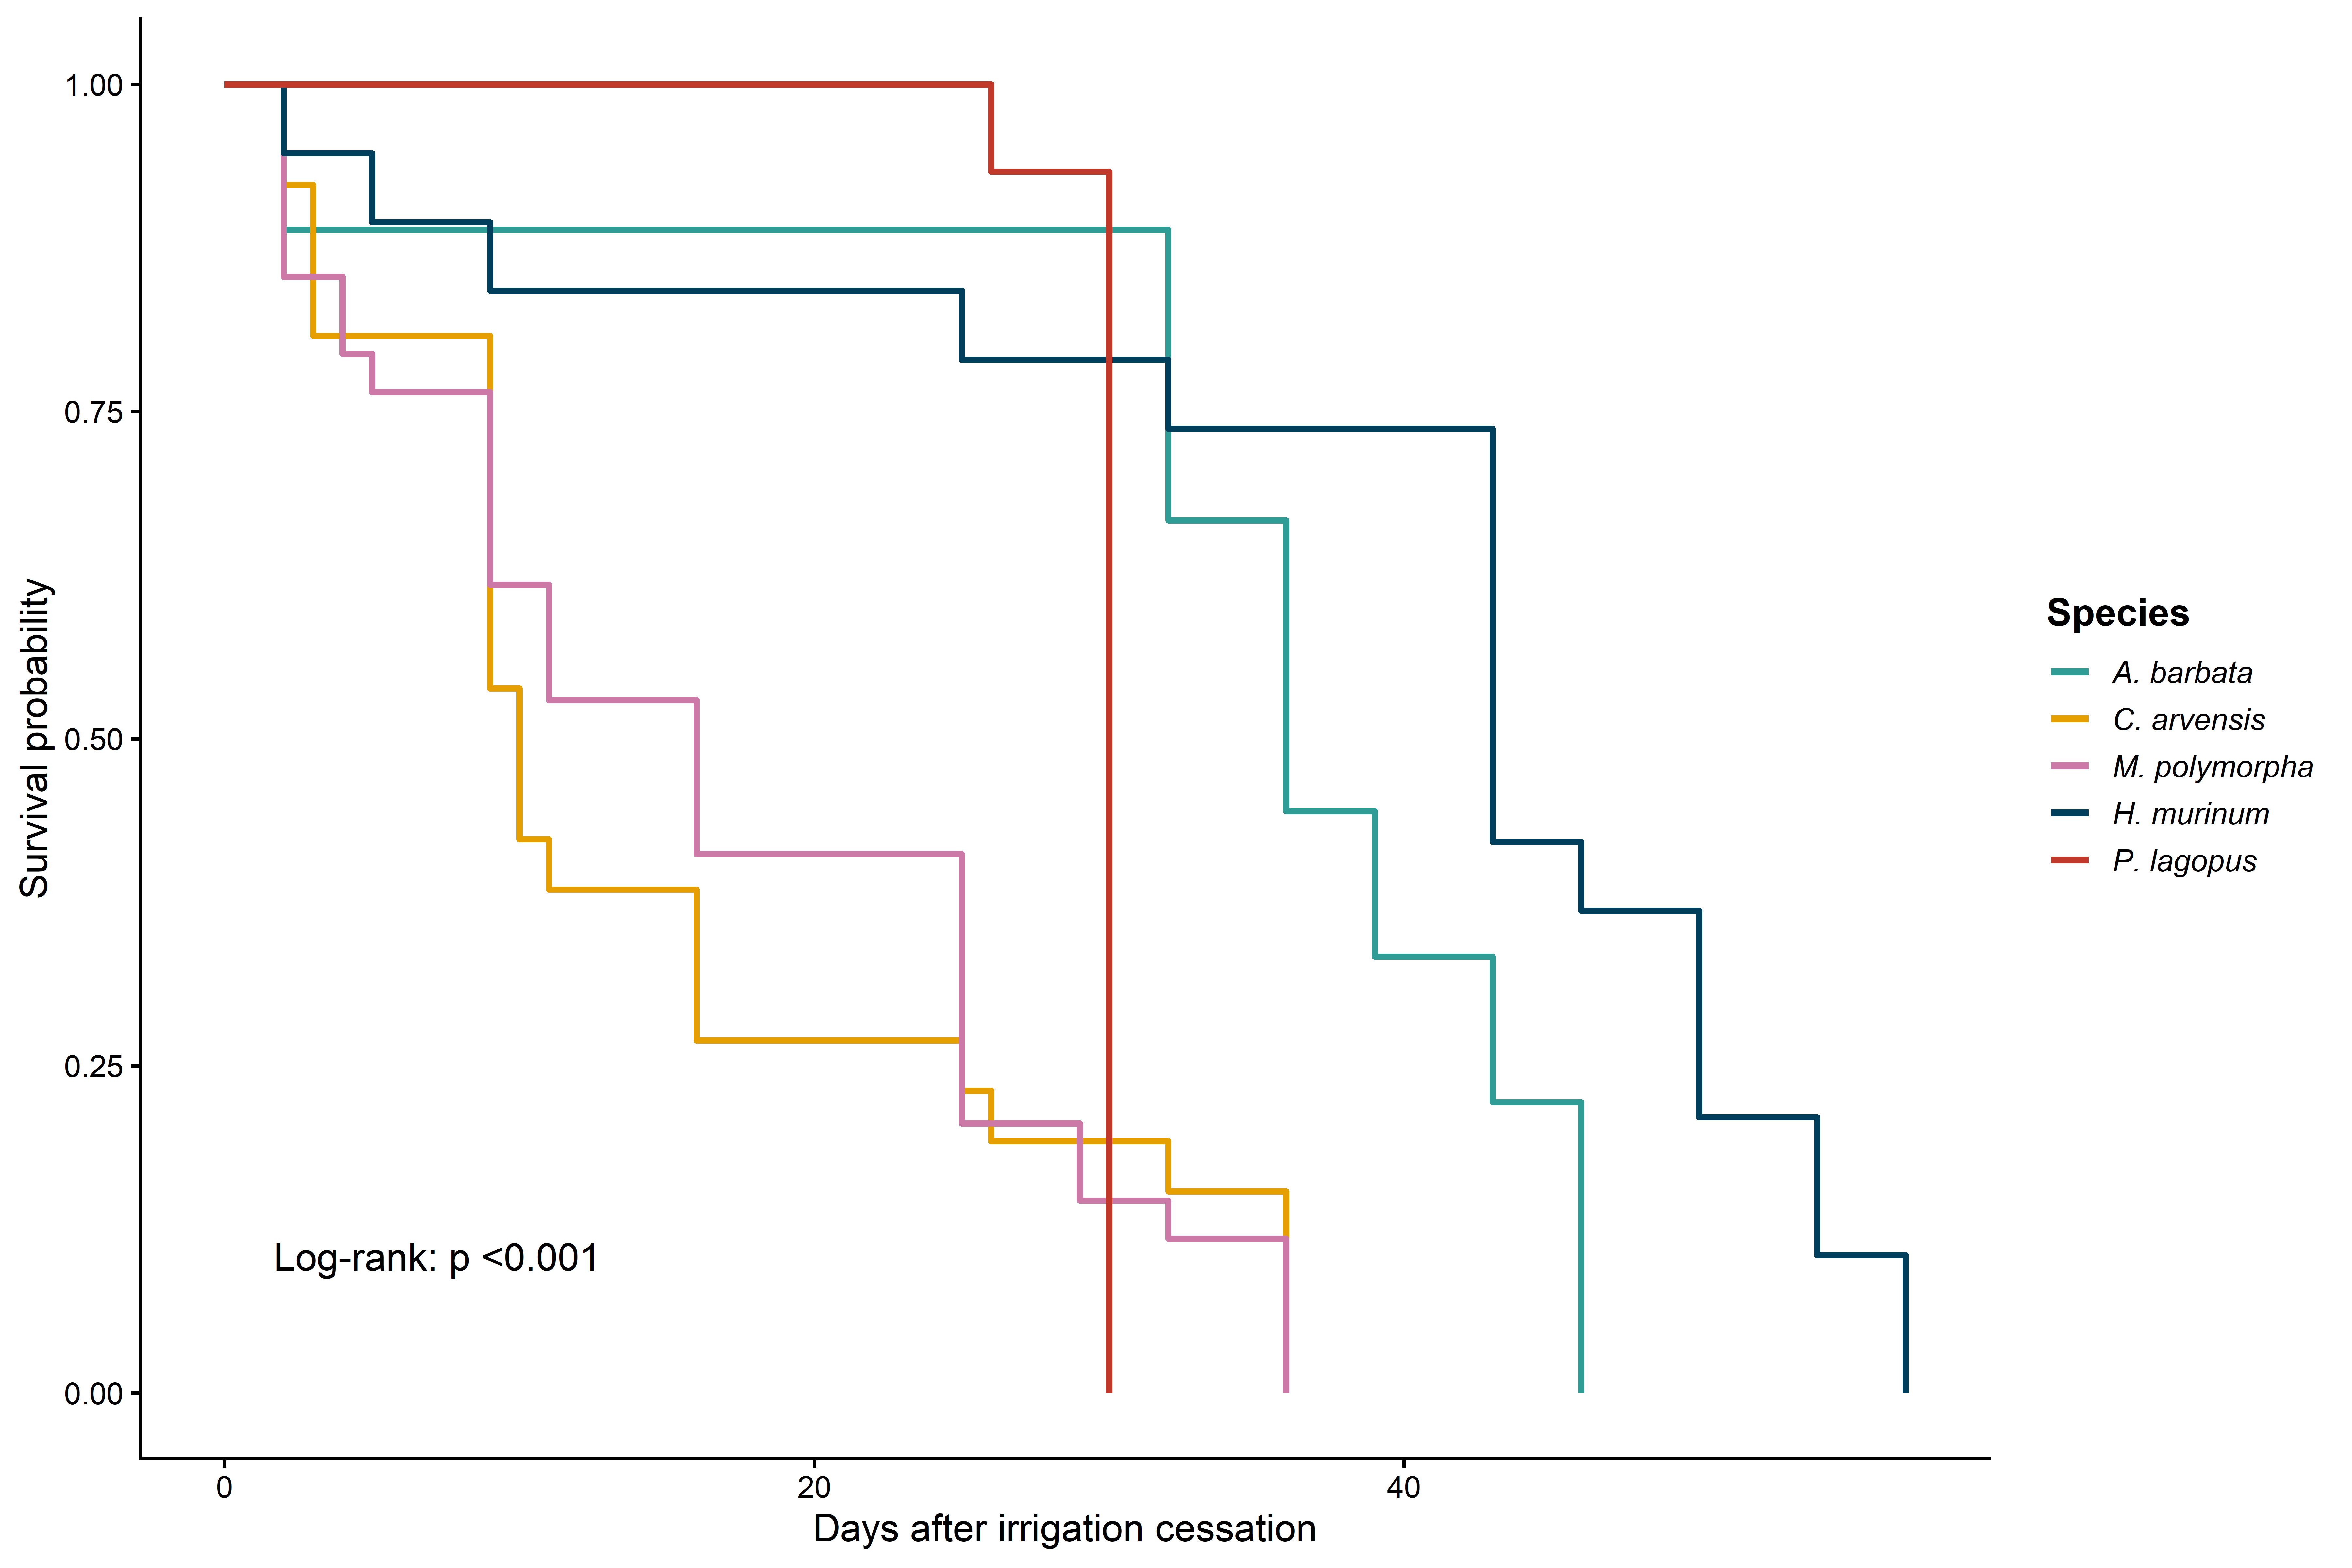 1.00
0.75
0.50
0.25
0.00
Survival probability
0
20
40
Days after irrigation cessation
Log-rank: p <0.001
Species
A. barbata
C. arvensis
M. polymorpha
H. murinum
P. lagopus